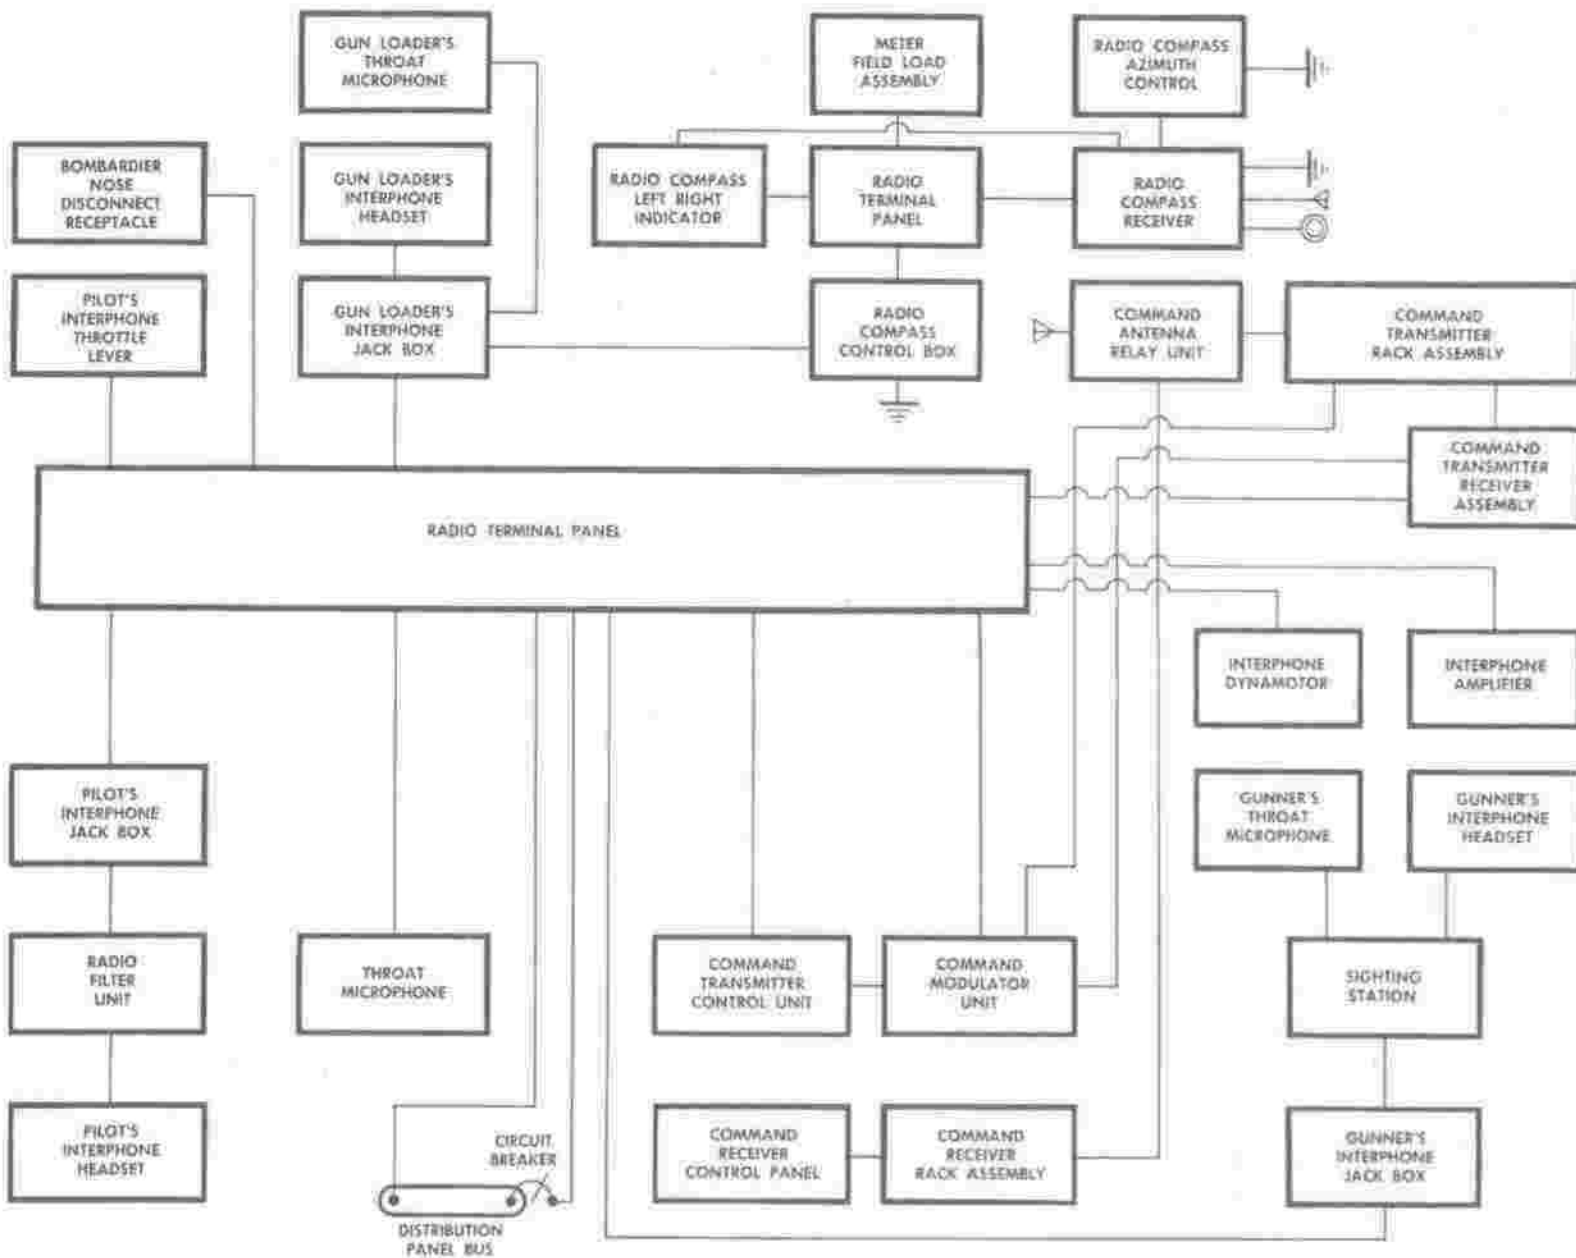 GUN LOADER'S
THROAT
MICROPHONE
METER
FIELD LOAD
ASSEMBLY
RADIO COMPASS
AZIMUTH
CONTROL
BOMBARDIER
NOSE
DISCONNECT
RECEPTACLE
GUN LOADER'S
INTERPHONE
HEADSET
RADIO COMPASS
LEFT RIGHT
INDICATOR
RADIO
TERMINAL
PANEL
RADIO
COMPASS
RECEIVER
PILOT'S
INTERPHONE
THROTTLE
LEVER
GUN LOADER'S
INTERPHONE
JACK BOX
RADIO
COMPASS
CONTROL BOX
COMMAND
ANTENNA
RELAY UNIT
COMMAND
TRANSMITTER
RACK ASSEMBLY
COMMAND
TRANSMITTER
RECEIVER
ASSEMBLY
RADIO TERMINAL PANEL
INTERPHONE
DYNAMOTOR
INTERPHONE
AMPLIFIER
PILOT'S
INTERPHONE
JACK BOX
GUNNER'S
THROAT
MICROPHONE
GUNNER'S
INTERPHONE
HEADSET
RADIO
FILTER
UNIT
THROAT
MICROPHONE
COMMAND
TRANSMITTER
CONTROL UNIT
COMMAND
MODULATOR
UNIT
SIGHTING
STATION
PILOT'S
INTERPHONE
HEADSET
CIRCUIT
BREAKER
DISTRIBUTION
PANEL BUS
COMMAND
RECEIVER
CONTROL PANEL
COMMAND
RECEIVER
RACK ASSEMBLY
GUNNER'S
INTERPHONE
JACK BOX